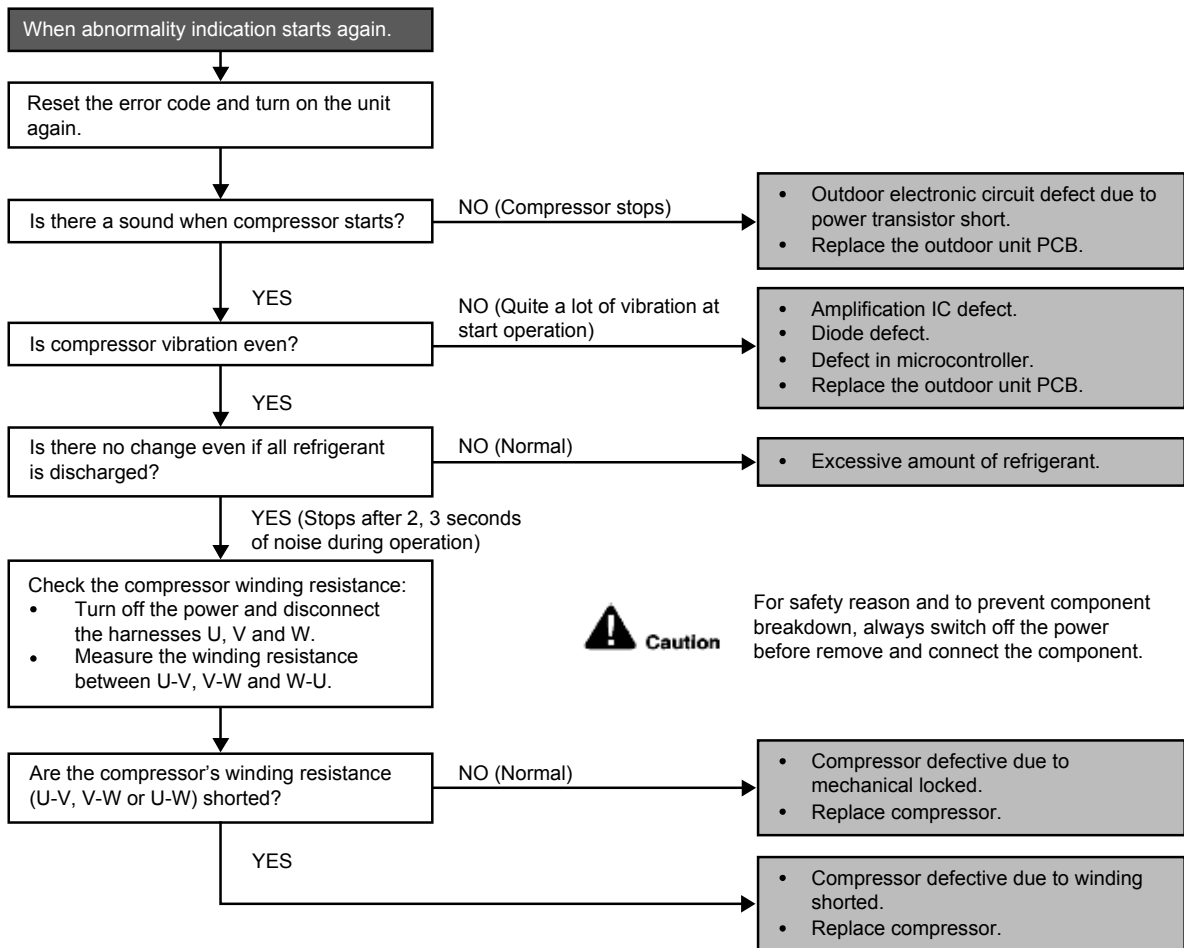 When abnormality indication starts again.
Reset the error code and turn on the unit
again.
Is there a sound when compressor starts?
NO (Compressor stops)
• Outdoor electronic circuit defect due to
power transistor short.
• Replace the outdoor unit PCB.
YES
Is compressor vibration even?
NO (Quite a lot of vibration at
start operation)
• Amplification IC defect.
• Diode defect.
• Defect in microcontroller.
• Replace the outdoor unit PCB.
YES
Is there no change even if all refrigerant
is discharged?
NO (Normal)
• Excessive amount of refrigerant.
YES (Stops after 2, 3 seconds
of noise during operation)
Check the compressor winding resistance:
• Turn off the power and disconnect
the harnesses U, V and W.
• Measure the winding resistance
between U-V, V-W and W-U.
Caution
For safety reason and to prevent component
breakdown, always switch off the power
before remove and connect the component.
Are the compressor’s winding resistance
(U-V, V-W or U-W) shorted?
NO (Normal)
• Compressor defective due to
mechanical locked.
• Replace compressor.
YES
• Compressor defective due to winding
shorted.
• Replace compressor.